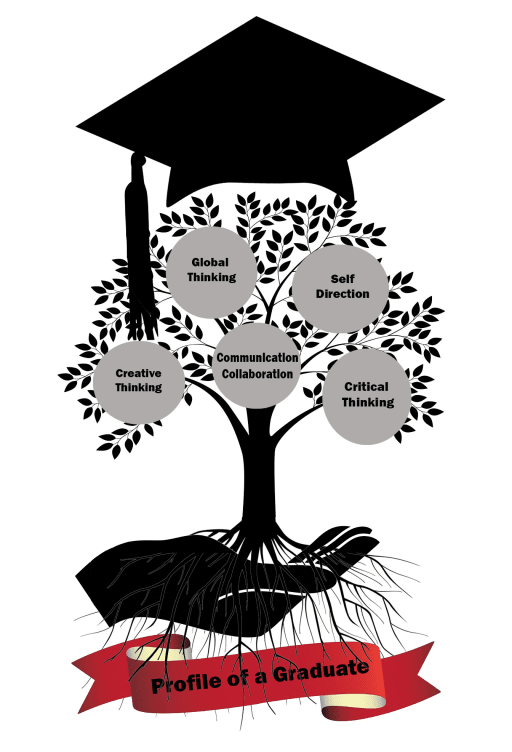 Global
Thinking
Self
Direction
Communication
Collaboration
Creative
Thinking
Critical
Thinking
Profile of a Graduate